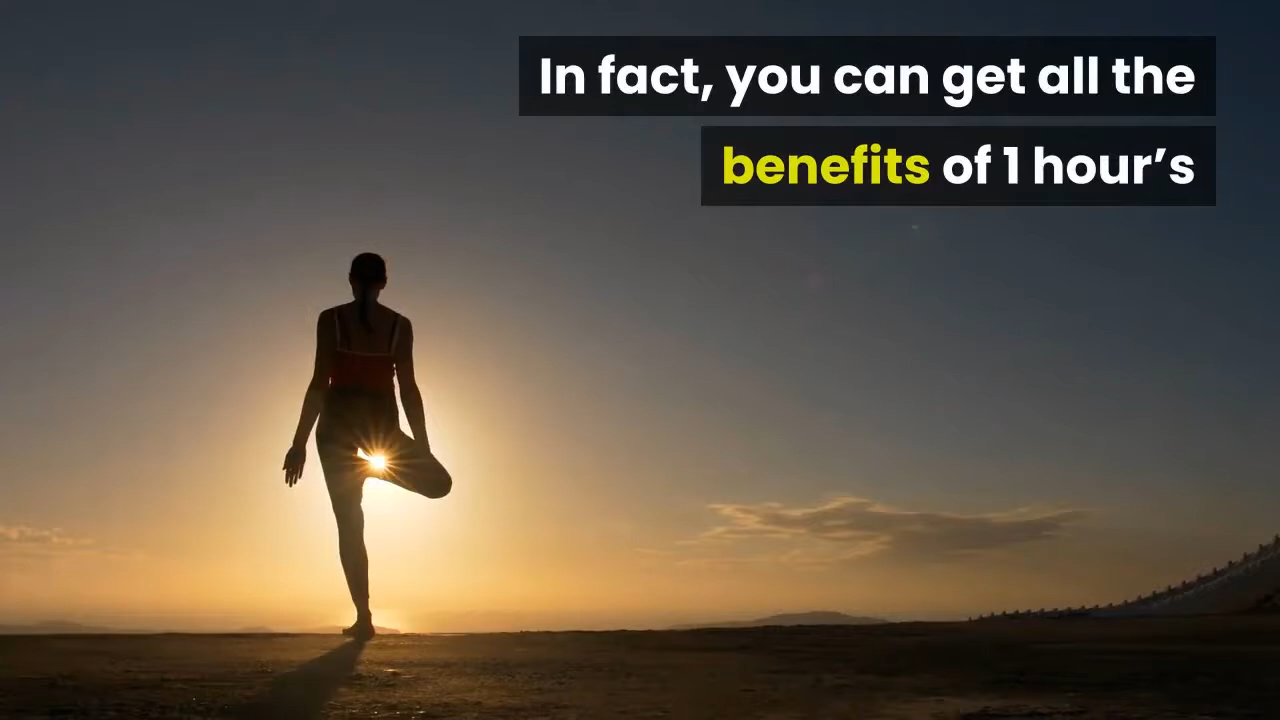 In fact, you can get all the
benefits of 1 hour’s